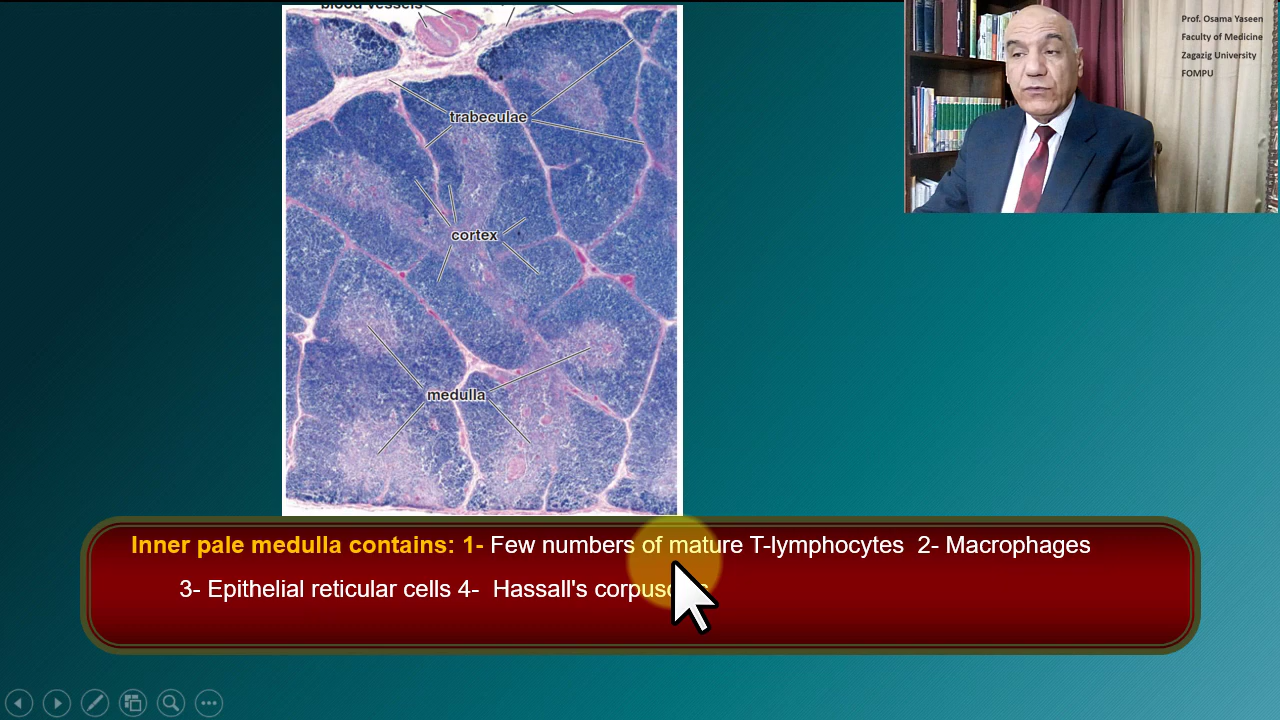 blood vessels
trabeculae
cortex
medulla
Prof. Osama Yaseen
Faculty of Medicine
Zagazig University
FOMPU
Inner pale medulla contains: 1- Few numbers of mature T-lymphocytes 2- Macrophages
3- Epithelial reticular cells 4- Hassall's